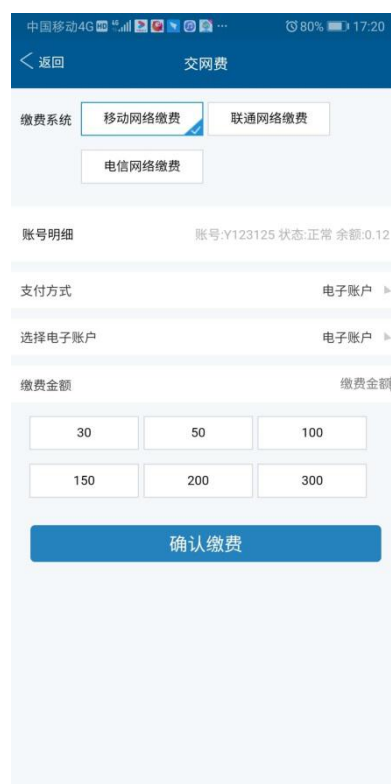 中国移动4G HD 46 ··· 80% 17:20
返回 交网费
缴费系统 移动网络缴费 联通网络缴费
电信网络缴费
账号明细 账号:Y123125 状态:正常 余额:0.12
支付方式 电子账户
选择电子账户 电子账户
缴费金额 缴费金额
30 50 100
150 200 300
确认缴费